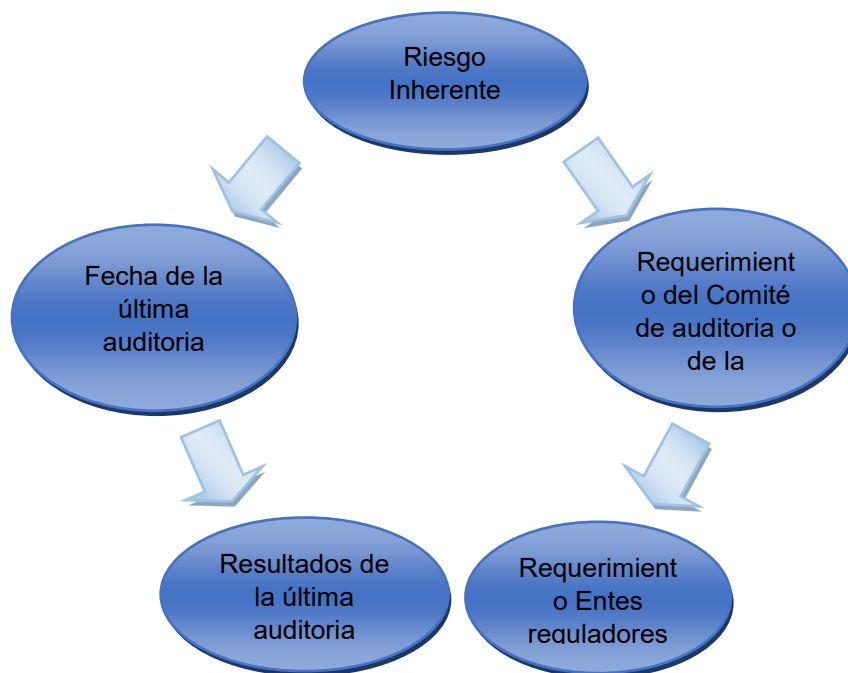 Riesgo
Inherente
Fecha de la
última
auditoria
Requerimient
o del Comité
de auditoria o
de la
Resultados de
la última
auditoria
Requerimient
o Entes
reguladores